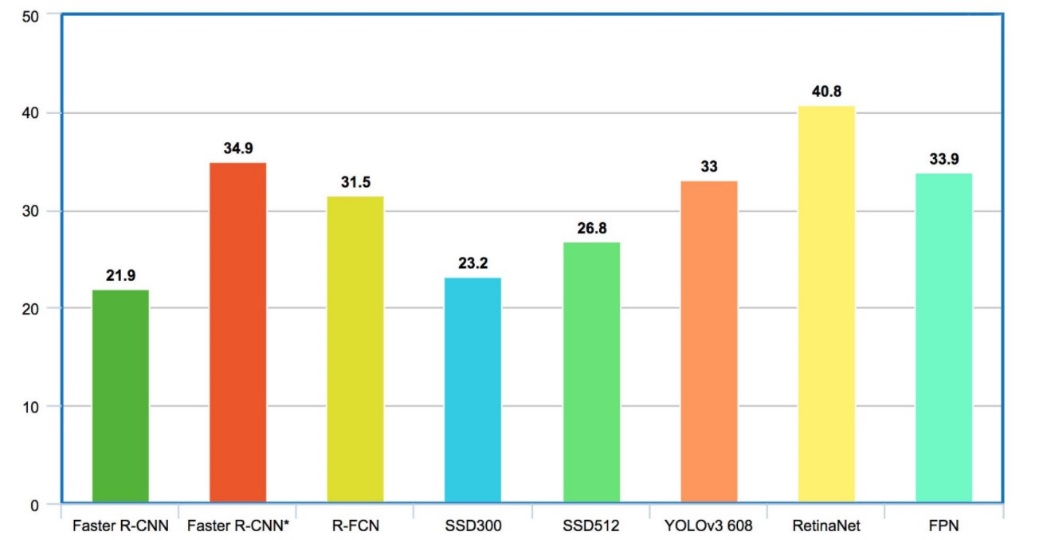 50
40
30
20
10
0
21.9
34.9
31.5
23.2
26.8
33
40.8
33.9
Faster R-CNN
Faster R-CNN*
R-FCN
SSD300
SSD512
YOLOv3 608
RetinaNet
FPN